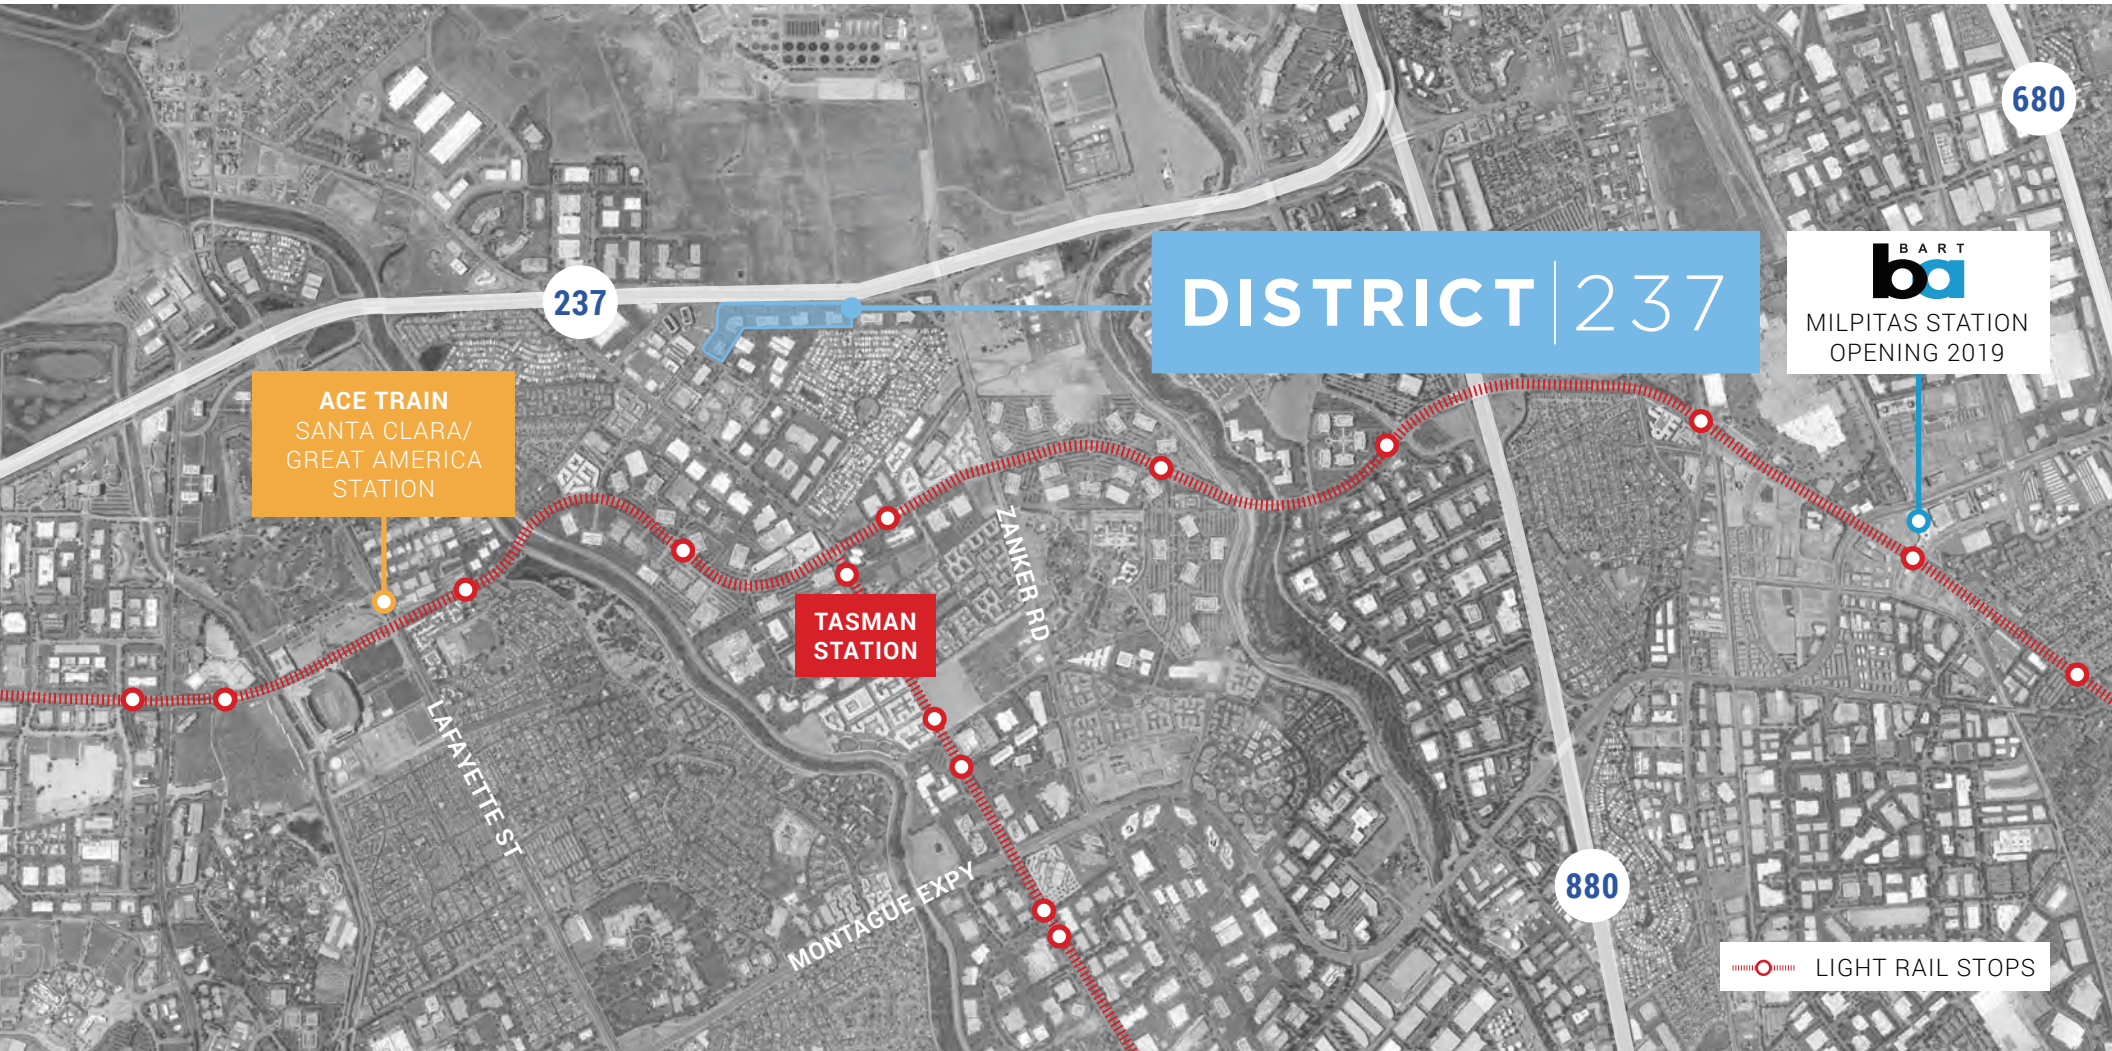 680
BART
ba
MILPITAS STATION
OPENING 2019
DISTRICT | 237
237
ACE TRAIN
SANTA CLARA/
GREAT AMERICA
STATION
ZANKER RD
TASMAN
STATION
LAFAYETTE ST
MONTAGUE EXPY
880
LIGHT RAIL STOPS